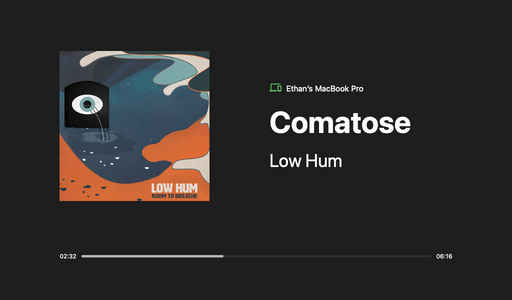 LOW HUM
ROOM TO BREATHE
Ethan's MacBook Pro
Comatose
Low Hum
02:32
06:16